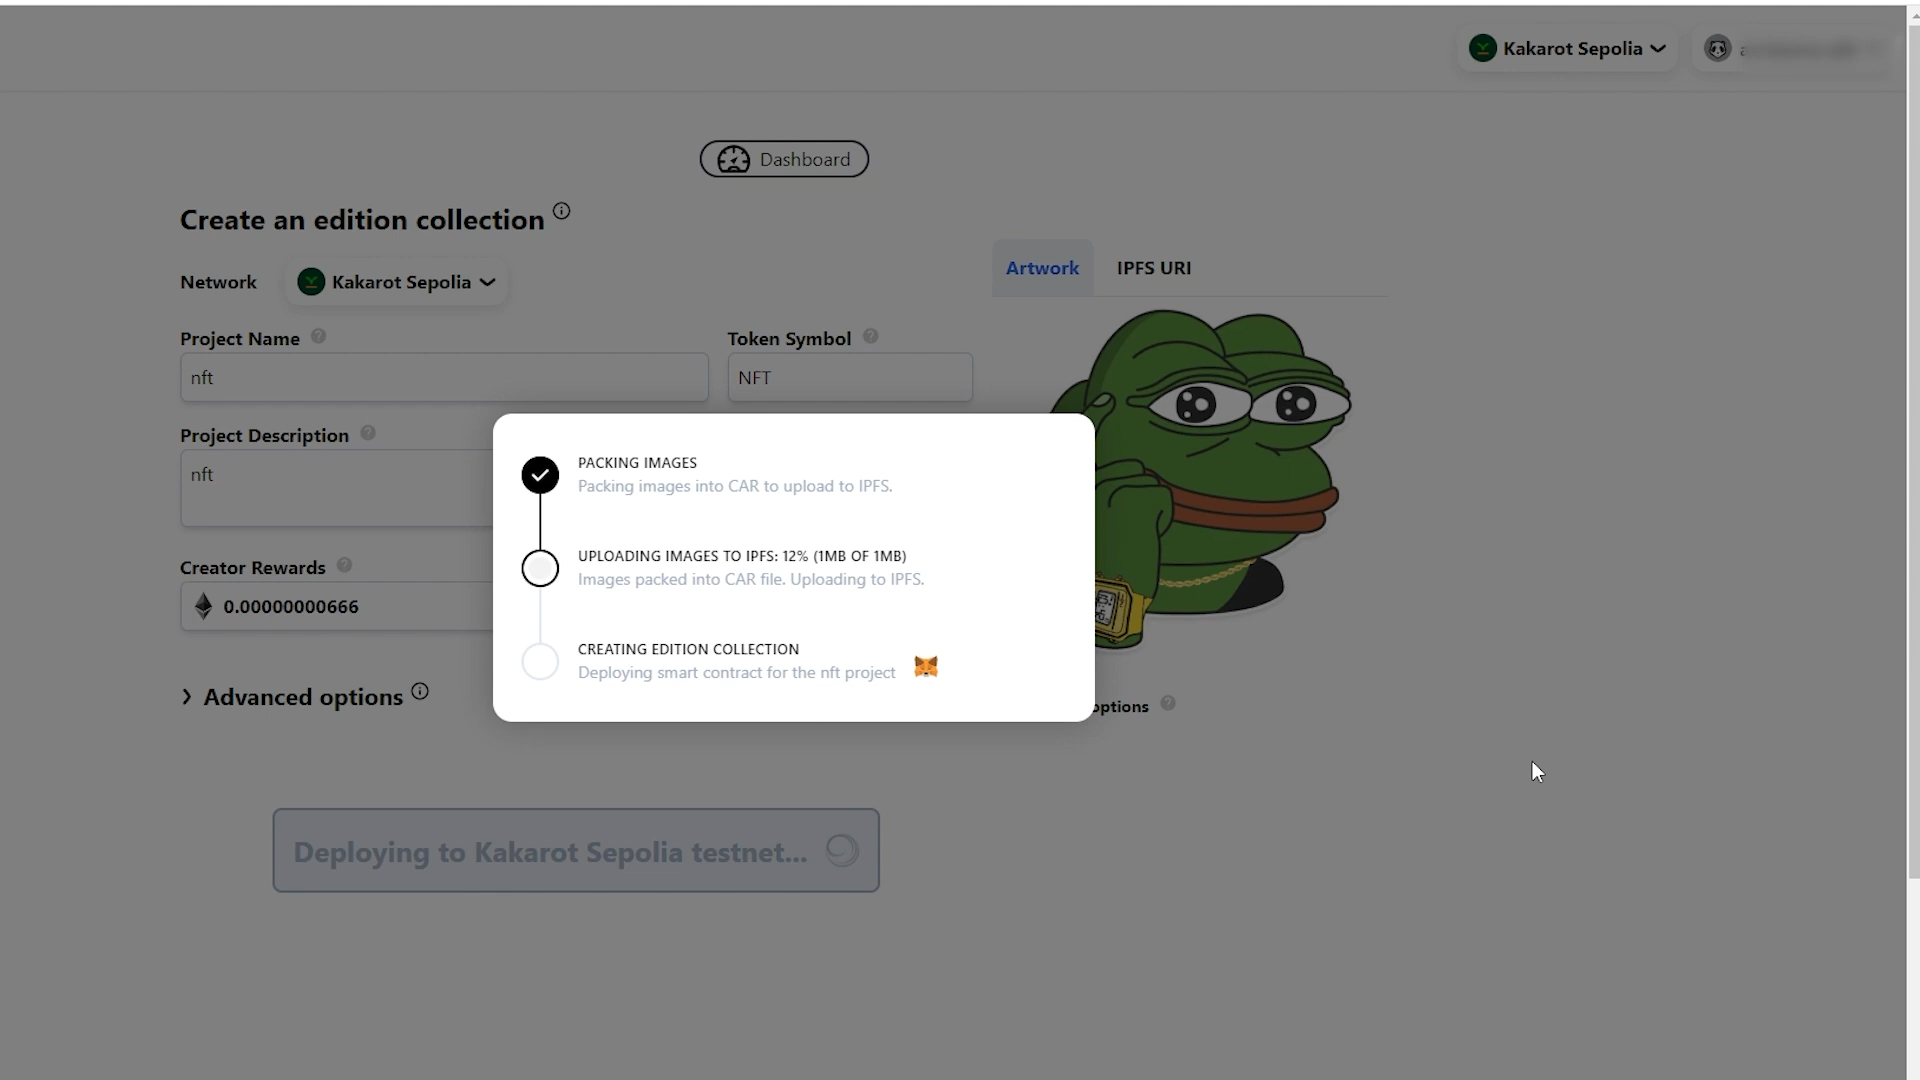 Kakarot Sepolia
Dashboard
Create an edition collection
Network Kakarot Sepolia
Artwork IPFS URI
Project Name
Token Symbol
nft
NFT
Project Description
nft
Creator Rewards
0.00000000666
Advanced options
PACKING IMAGES
Packing images into CAR to upload to IPFS.
UPLOADING IMAGES TO IPFS: 12% (1MB OF 1MB)
Images packed into CAR file. Uploading to IPFS.
CREATING EDITION COLLECTION
Deploying smart contract for the nft project
options
Deploying to Kakarot Sepolia testnet...